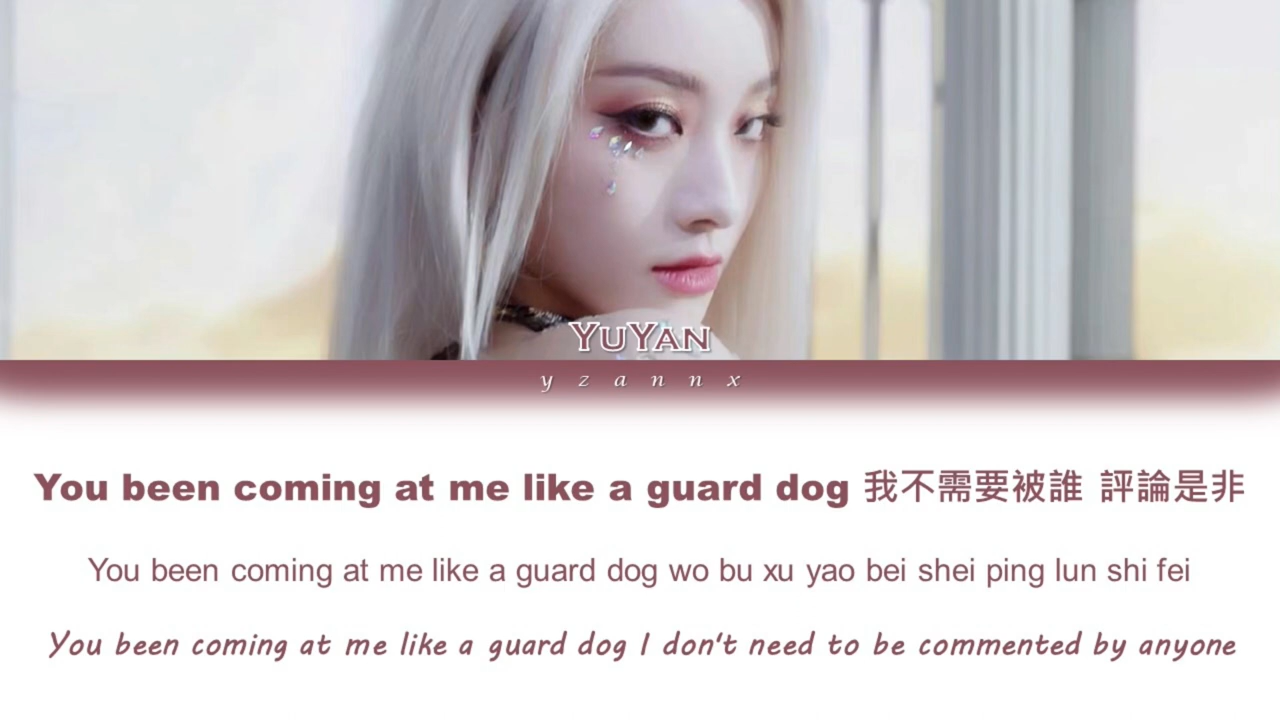 YUYAN
y z a n n x
You been coming at me like a guard dog 我不需要被誰 評論是非
You been coming at me like a guard dog wo bu xu yao bei shei ping lun shi fei
You been coming at me like a guard dog I don't need to be commented by anyone